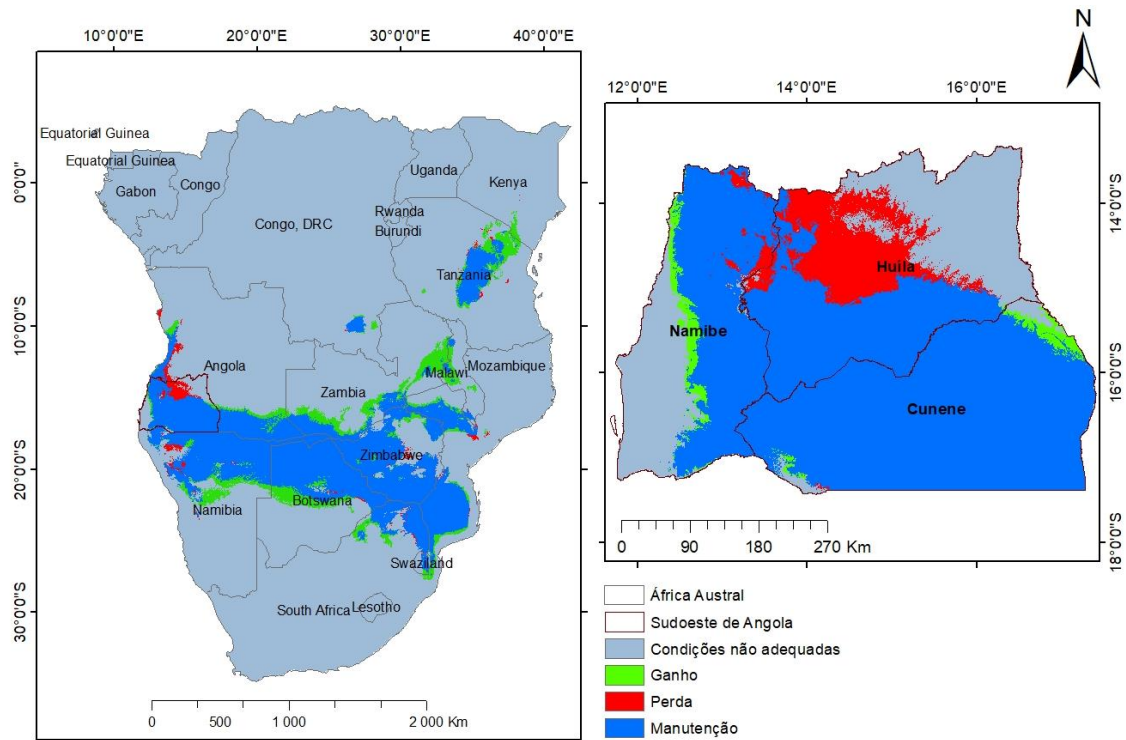 10°0'0"E 20°0'0"E 30°0'0"E 40°0'0"E
0°0'0"
10°0'0"S
20°0'0"S
30°0'0"S
Equatorial Guinea
Equatorial Guinea
Gabon
Congo
Congo, DRC
Uganda
Kenya
Rwanda
Burundi
Tanzania
Angola
Zambia
Malawi
Mozambique
Zimbabwe
Namibia
Botswana
Swaziland
South Africa
Lesotho
0 500 1 000 2 000 Km
N
12°0'0"E 14°0'0"E 16°0'0"E
14°0'0"S
16°0'0"S
18°0'0"S
Huíla
Namibe
Cunene
0 90 180 270 Km
África Austral
Sudoeste de Angola
Condições não adequadas
Ganho
Perda
Manutenção